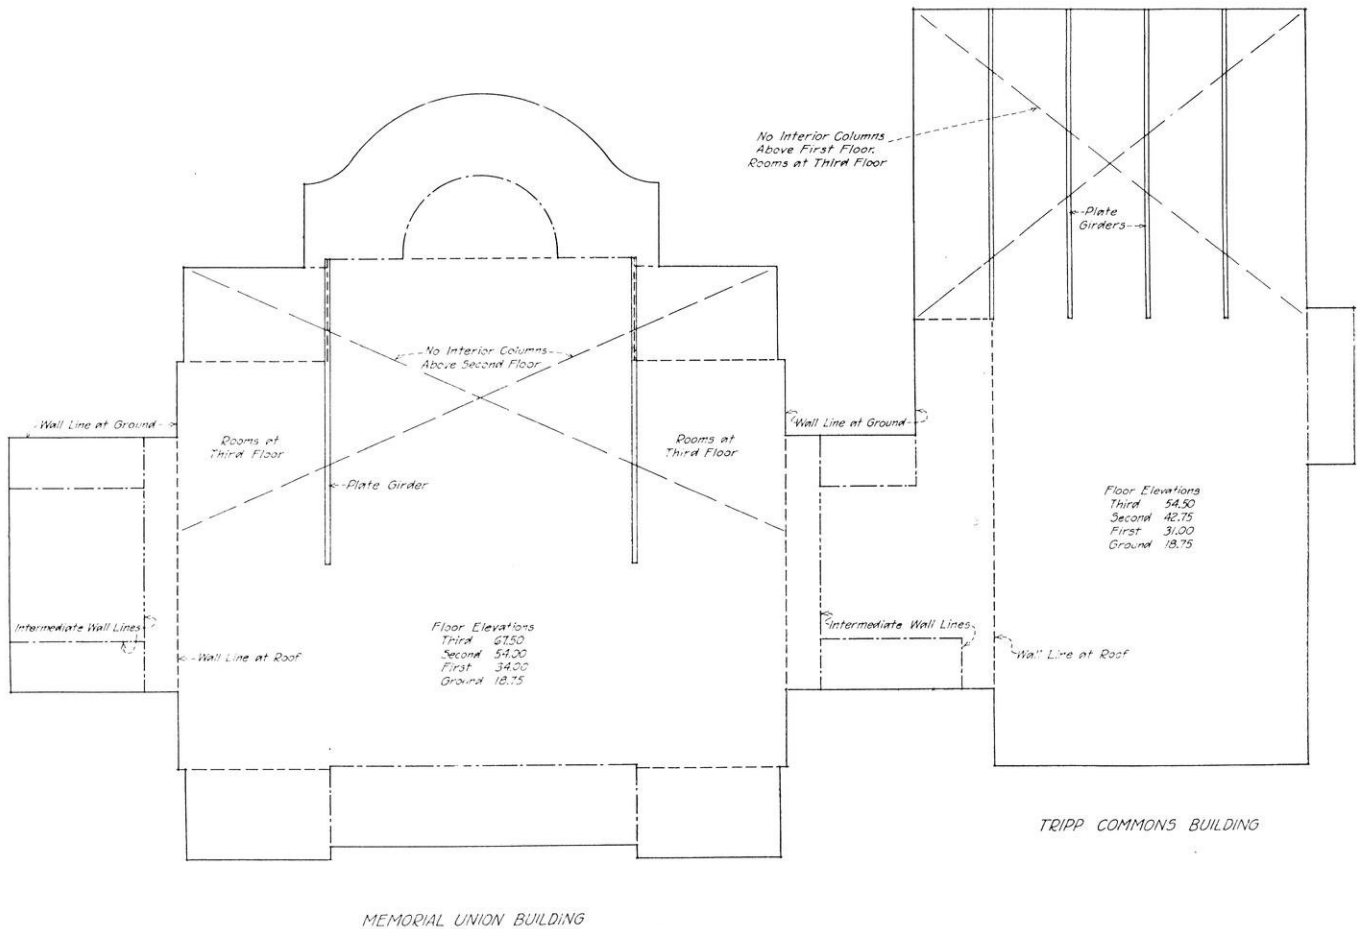 No Interior Columns
Above First Floor,
Rooms at Third Floor
Plate
Girders
No Interior Columns
Above Second Floor
Wall Line at Ground
Wall Line at Ground
Rooms at
Third Floor
Rooms at
Third Floor
Plate Girder
Floor Elevations
Third 54.50
Second 42.75
First 31.00
Ground 18.75
Intermediate Wall Lines
Intermediate Wall Lines
Floor Elevations
Third 67.50
Second 54.00
First 34.00
Ground 18.75
Wall Line at Roof
Wall Line at Roof
TRIPP COMMONS BUILDING
MEMORIAL UNION BUILDING